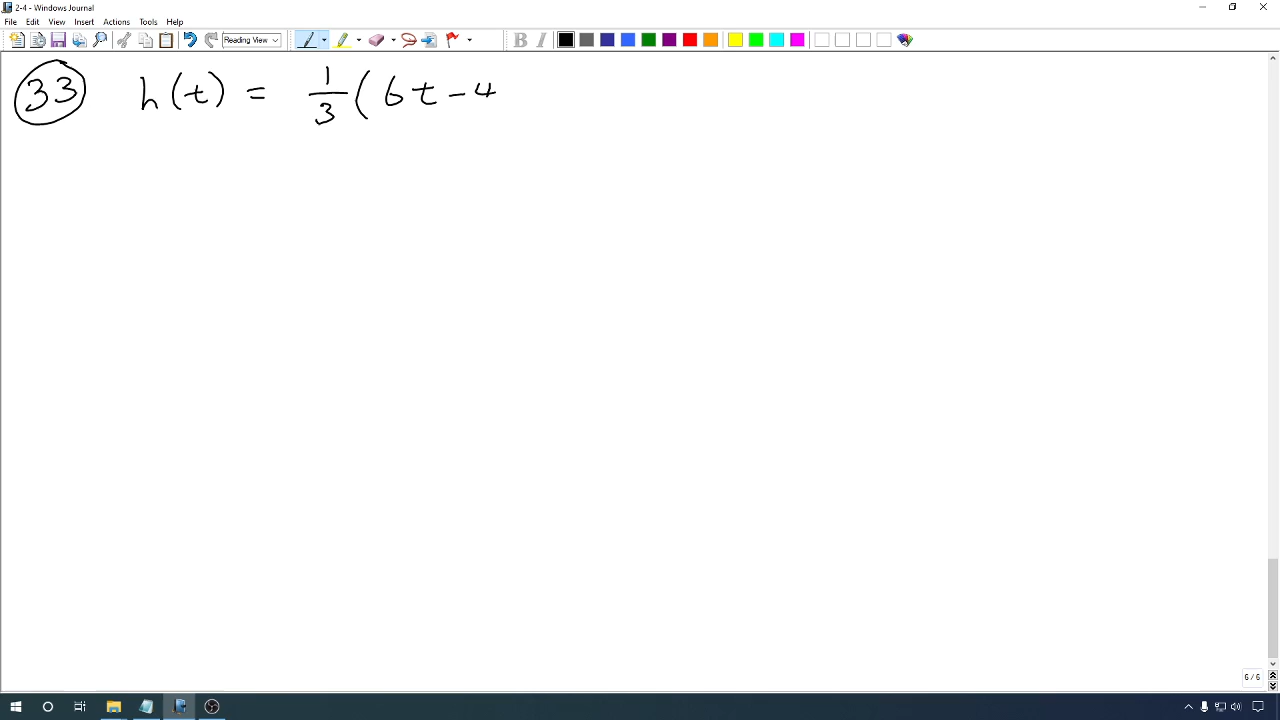 2-4 - Windows Journal
File Edit View Insert Actions Tools Help
Reading View B I
33 h(t) = 1/3 ( 6t - 4
6 / 6